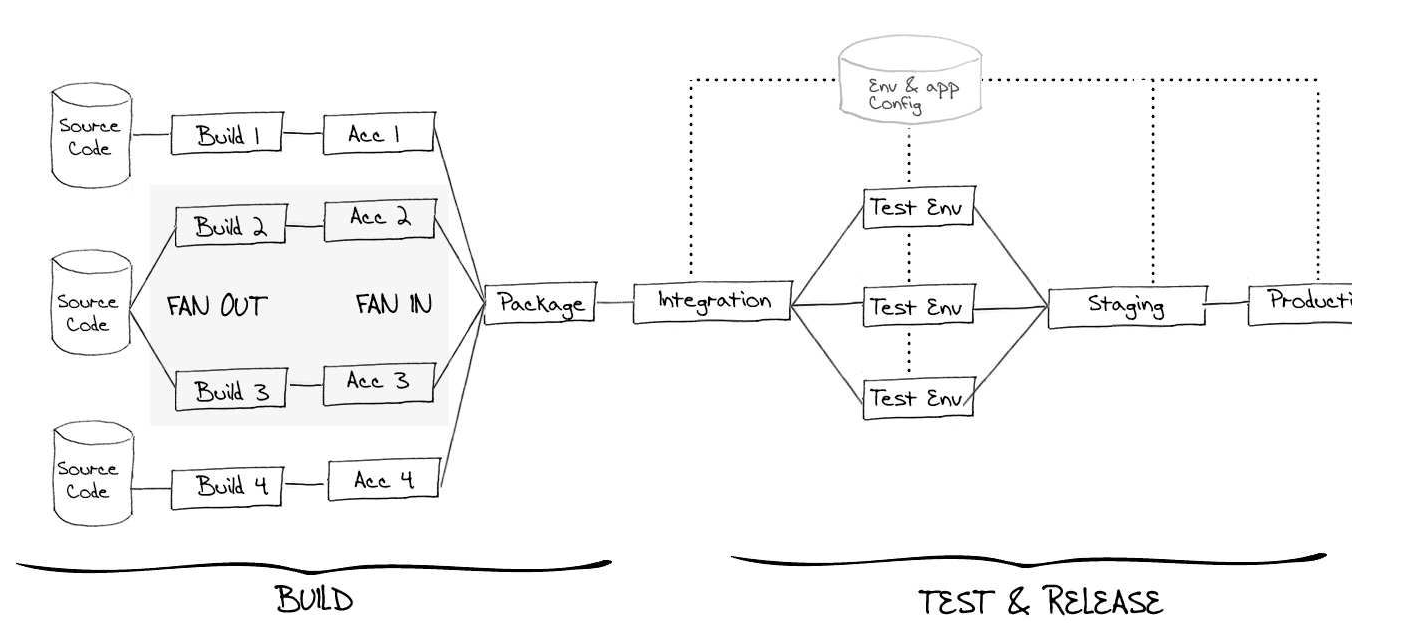 Env & app
Config
Source
Code
Build 1
Acc 1
Build 2
Acc 2
Test Env
Source
Code
FAN OUT
FAN IN
Package
Integration
Test Env
Staging
Producti
Build 3
Acc 3
Test Env
Source
Code
Build 4
Acc 4
BUILD
TEST & RELEASE